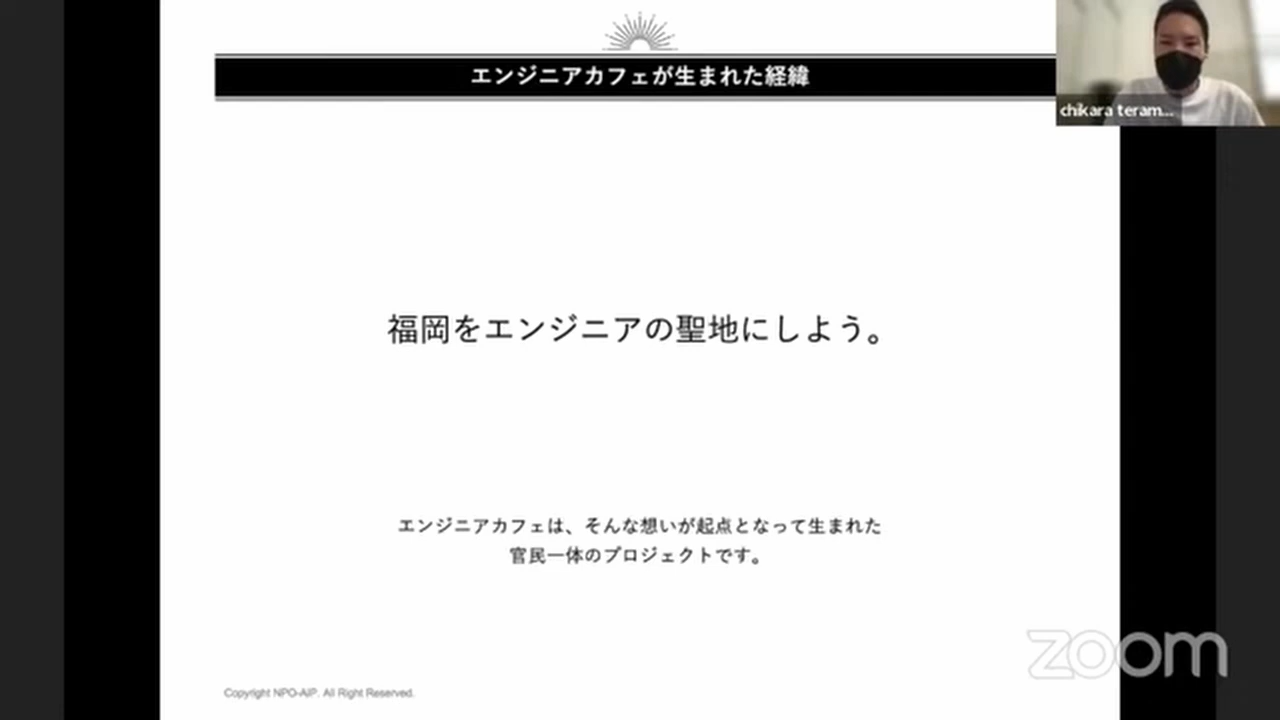 エンジニアカフェが生まれた経緯
chikara teram...
福岡をエンジニアの聖地にしよう。
エンジニアカフェは、そんな想いが起点となって生まれた
官民一体のプロジェクトです。
zoom
Copyright NPO-AIP. All Right Reserved.